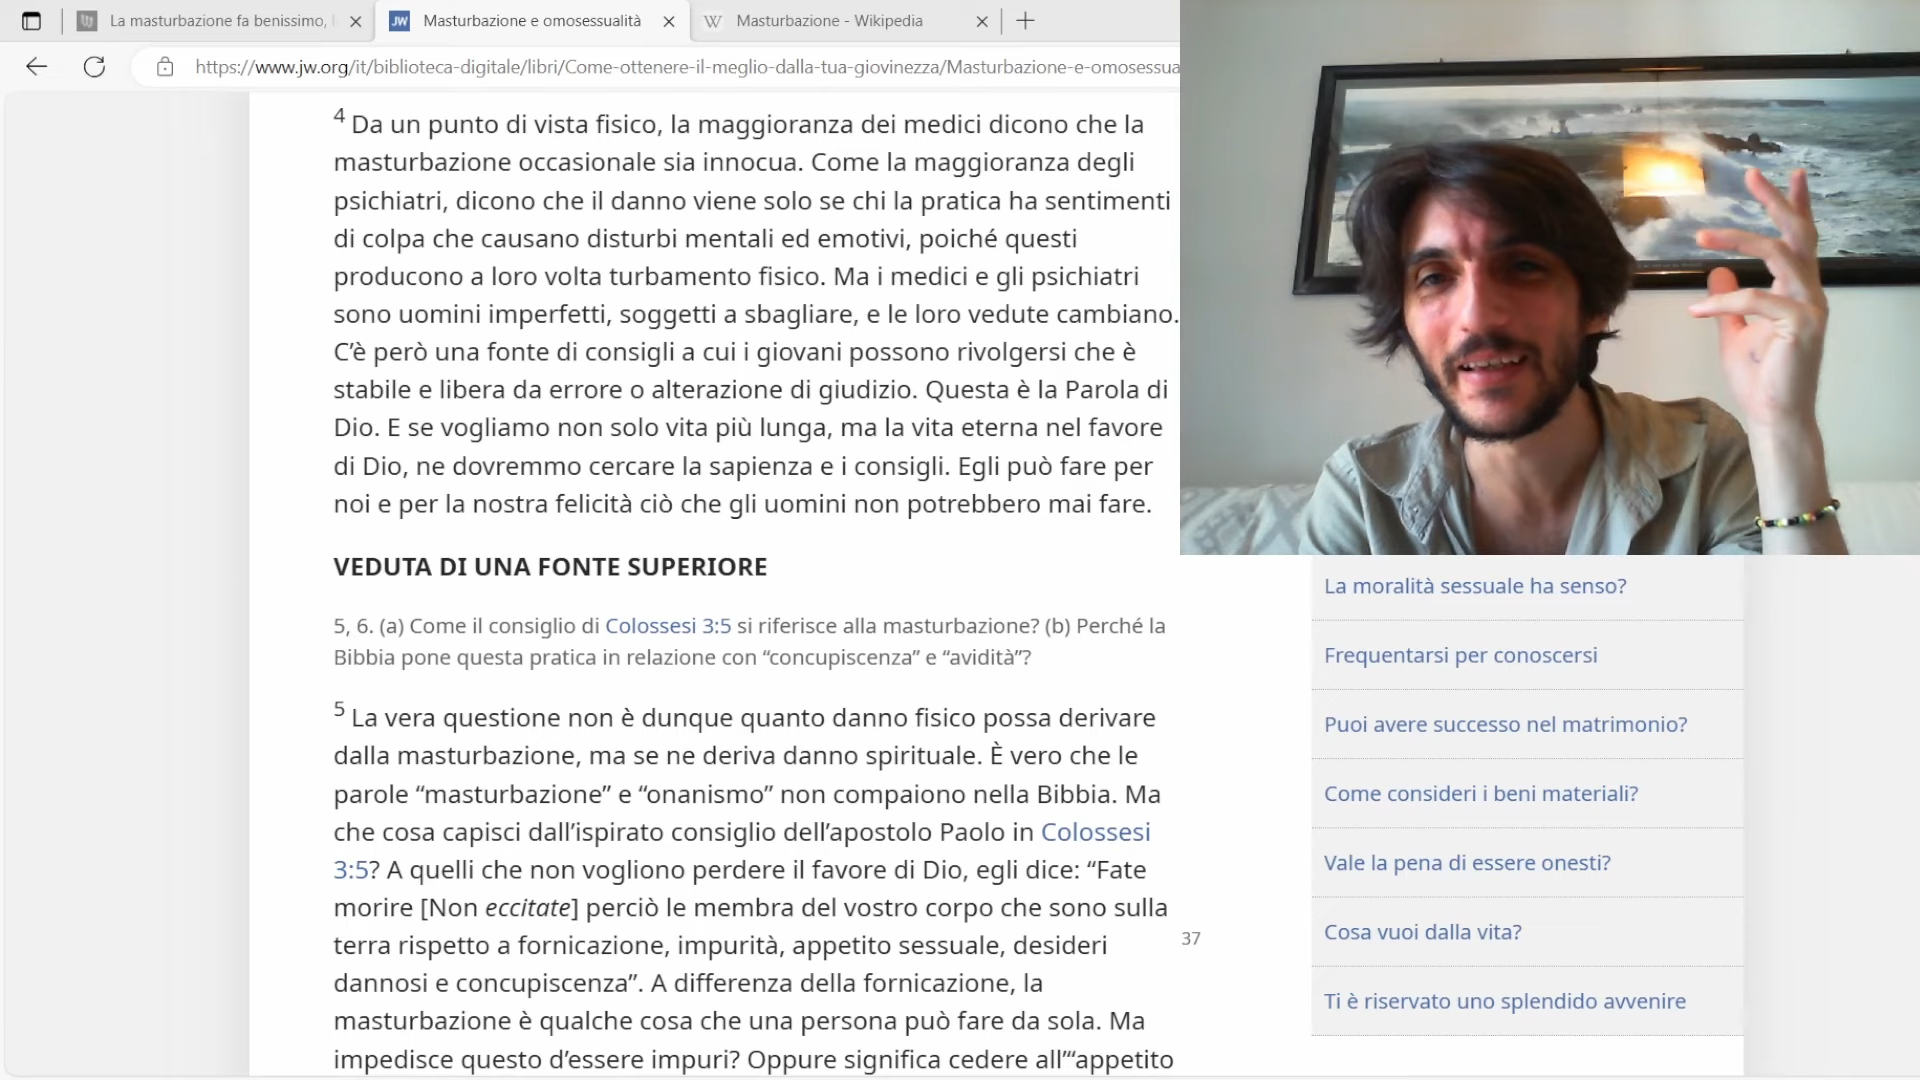 La masturbazione fa benissimo,
Masturbazione e omosessualità
Masturbazione - Wikipedia
https://www.jw.org/it/biblioteca-digitale/libri/Come-ottenere-il-meglio-dalla-tua-giovinezza/Masturbazione-e-omosessua
4 Da un punto di vista fisico, la maggioranza dei medici dicono che la
masturbazione occasionale sia innocua. Come la maggioranza degli
psichiatri, dicono che il danno viene solo se chi la pratica ha sentimenti
di colpa che causano disturbi mentali ed emotivi, poiché questi
producono a loro volta turbamento fisico. Ma i medici e gli psichiatri
sono uomini imperfetti, soggetti a sbagliare, e le loro vedute cambiano.
C’è però una fonte di consigli a cui i giovani possono rivolgersi che è
stabile e libera da errore o alterazione di giudizio. Questa è la Parola di
Dio. E se vogliamo non solo vita più lunga, ma la vita eterna nel favore
di Dio, ne dovremmo cercare la sapienza e i consigli. Egli può fare per
noi e per la nostra felicità ciò che gli uomini non potrebbero mai fare.
VEDUTA DI UNA FONTE SUPERIORE
5, 6. (a) Come il consiglio di Colossesi 3:5 si riferisce alla masturbazione? (b) Perché la
Bibbia pone questa pratica in relazione con “concupiscenza” e “avidità”?
5 La vera questione non è dunque quanto danno fisico possa derivare
dalla masturbazione, ma se ne deriva danno spirituale. È vero che le
parole “masturbazione” e “onanismo” non compaiono nella Bibbia. Ma
che cosa capisci dall’ispirato consiglio dell’apostolo Paolo in Colossesi
3:5? A quelli che non vogliono perdere il favore di Dio, egli dice: “Fate
morire [Non eccitate] perciò le membra del vostro corpo che sono sulla
terra rispetto a fornicazione, impurità, appetito sessuale, desideri
dannosi e concupiscenza”. A differenza della fornicazione, la
masturbazione è qualche cosa che una persona può fare da sola. Ma
impedisce questo d’essere impuri? Oppure significa cedere all’“appetito
37
La moralità sessuale ha senso?
Frequentarsi per conoscersi
Puoi avere successo nel matrimonio?
Come consideri i beni materiali?
Vale la pena di essere onesti?
Cosa vuoi dalla vita?
Ti è riservato uno splendido avvenire
JW
W